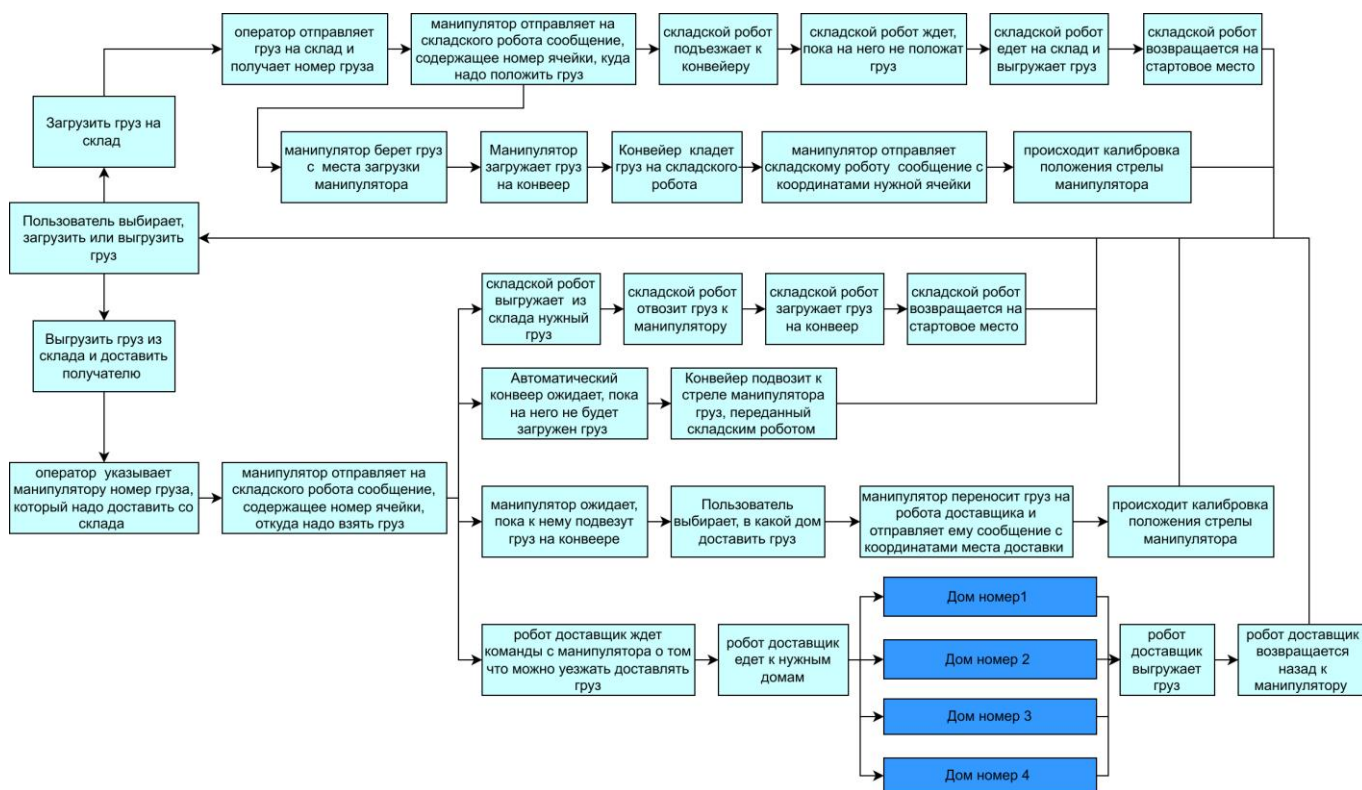 оператор отправляет
груз на склад и
получает номер груза
манипулятор отправляет на
складского робота сообщение,
содержащее номер ячейки, куда
надо положить груз
складской робот
подъезжает к
конвейеру
складской робот ждет,
пока на него не положат
груз
складской робот
едет на склад и
выгружает груз
складской робот
возвращается на
стартовое место
Загрузить груз на
склад
манипулятор берет груз
с места загрузки
манипулятора
Манипулятор
загружает груз
на конвеер
Конвейер кладет
груз на складского
робота
манипулятор отправляет
складскому роботу сообщение с
координатами нужной ячейки
происходит калибровка
положения стрелы
манипулятора
Пользователь выбирает,
загрузить или выгрузить
груз
складской робот
выгружает из
склада нужный
груз
складской робот
отвозит груз к
манипулятору
складской робот
загружает груз
на конвеер
складской робот
возвращается на
стартовое место
Выгрузить груз из
склада и доставить
получателю
Автоматический
конвеер ожидает, пока
на него не будет
загружен груз
Конвейер подвозит к
стреле манипулятора
груз, переданный
складским роботом
оператор указывает
манипулятору номер груза,
который надо доставить со
склада
манипулятор отправляет на
складского робота сообщение,
содержащее номер ячейки,
откуда надо взять груз
манипулятор ожидает,
пока к нему подвезут
груз на конвеере
Пользователь
выбирает, в какой дом
доставить груз
манипулятор переносит груз на
робота доставщика и
отправляет ему сообщение с
координатами места доставки
происходит калибровка
положения стрелы
манипулятора
робот доставщик ждет
команды с манипулятора о том
что можно уезжать доставлять
груз
робот доставщик
едет к нужным
домам
Дом номер1
Дом номер 2
Дом номер 3
Дом номер 4
робот
доставщик
выгружает
груз
робот доставщик
возвращается
назад к
манипулятору